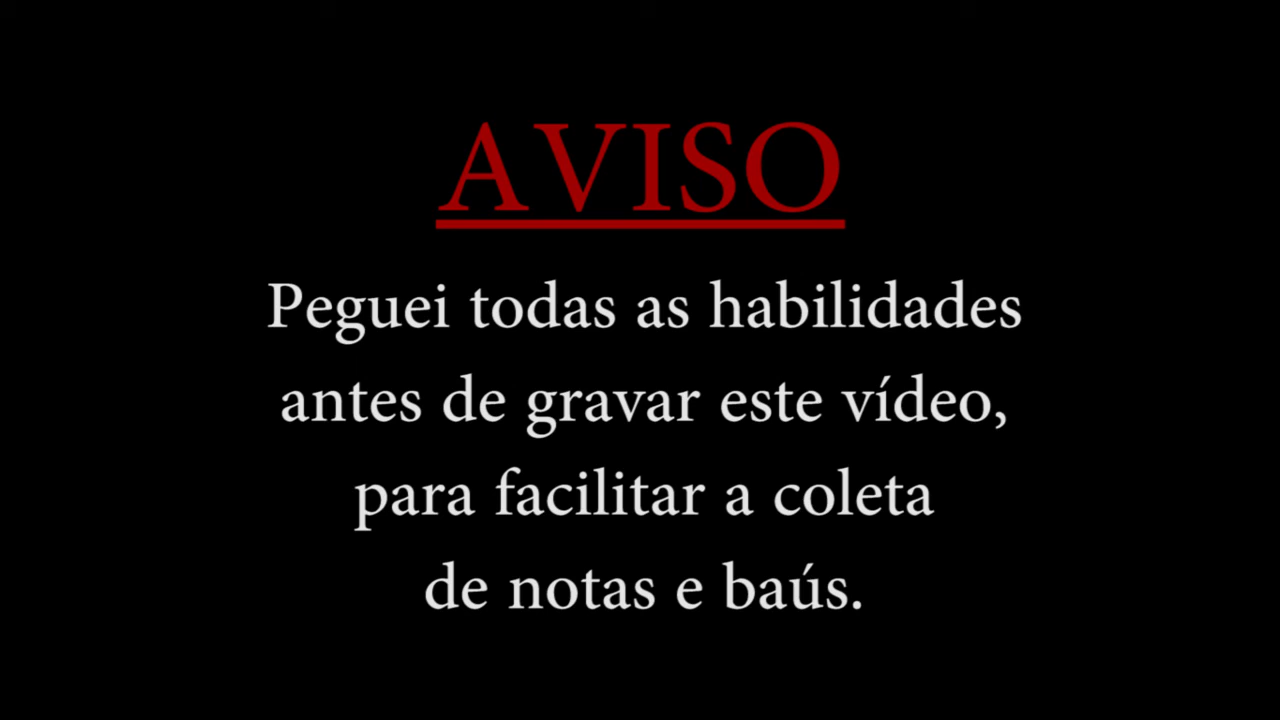 AVISO
Peguei todas as habilidades
antes de gravar este vídeo,
para facilitar a coleta
de notas e baús.